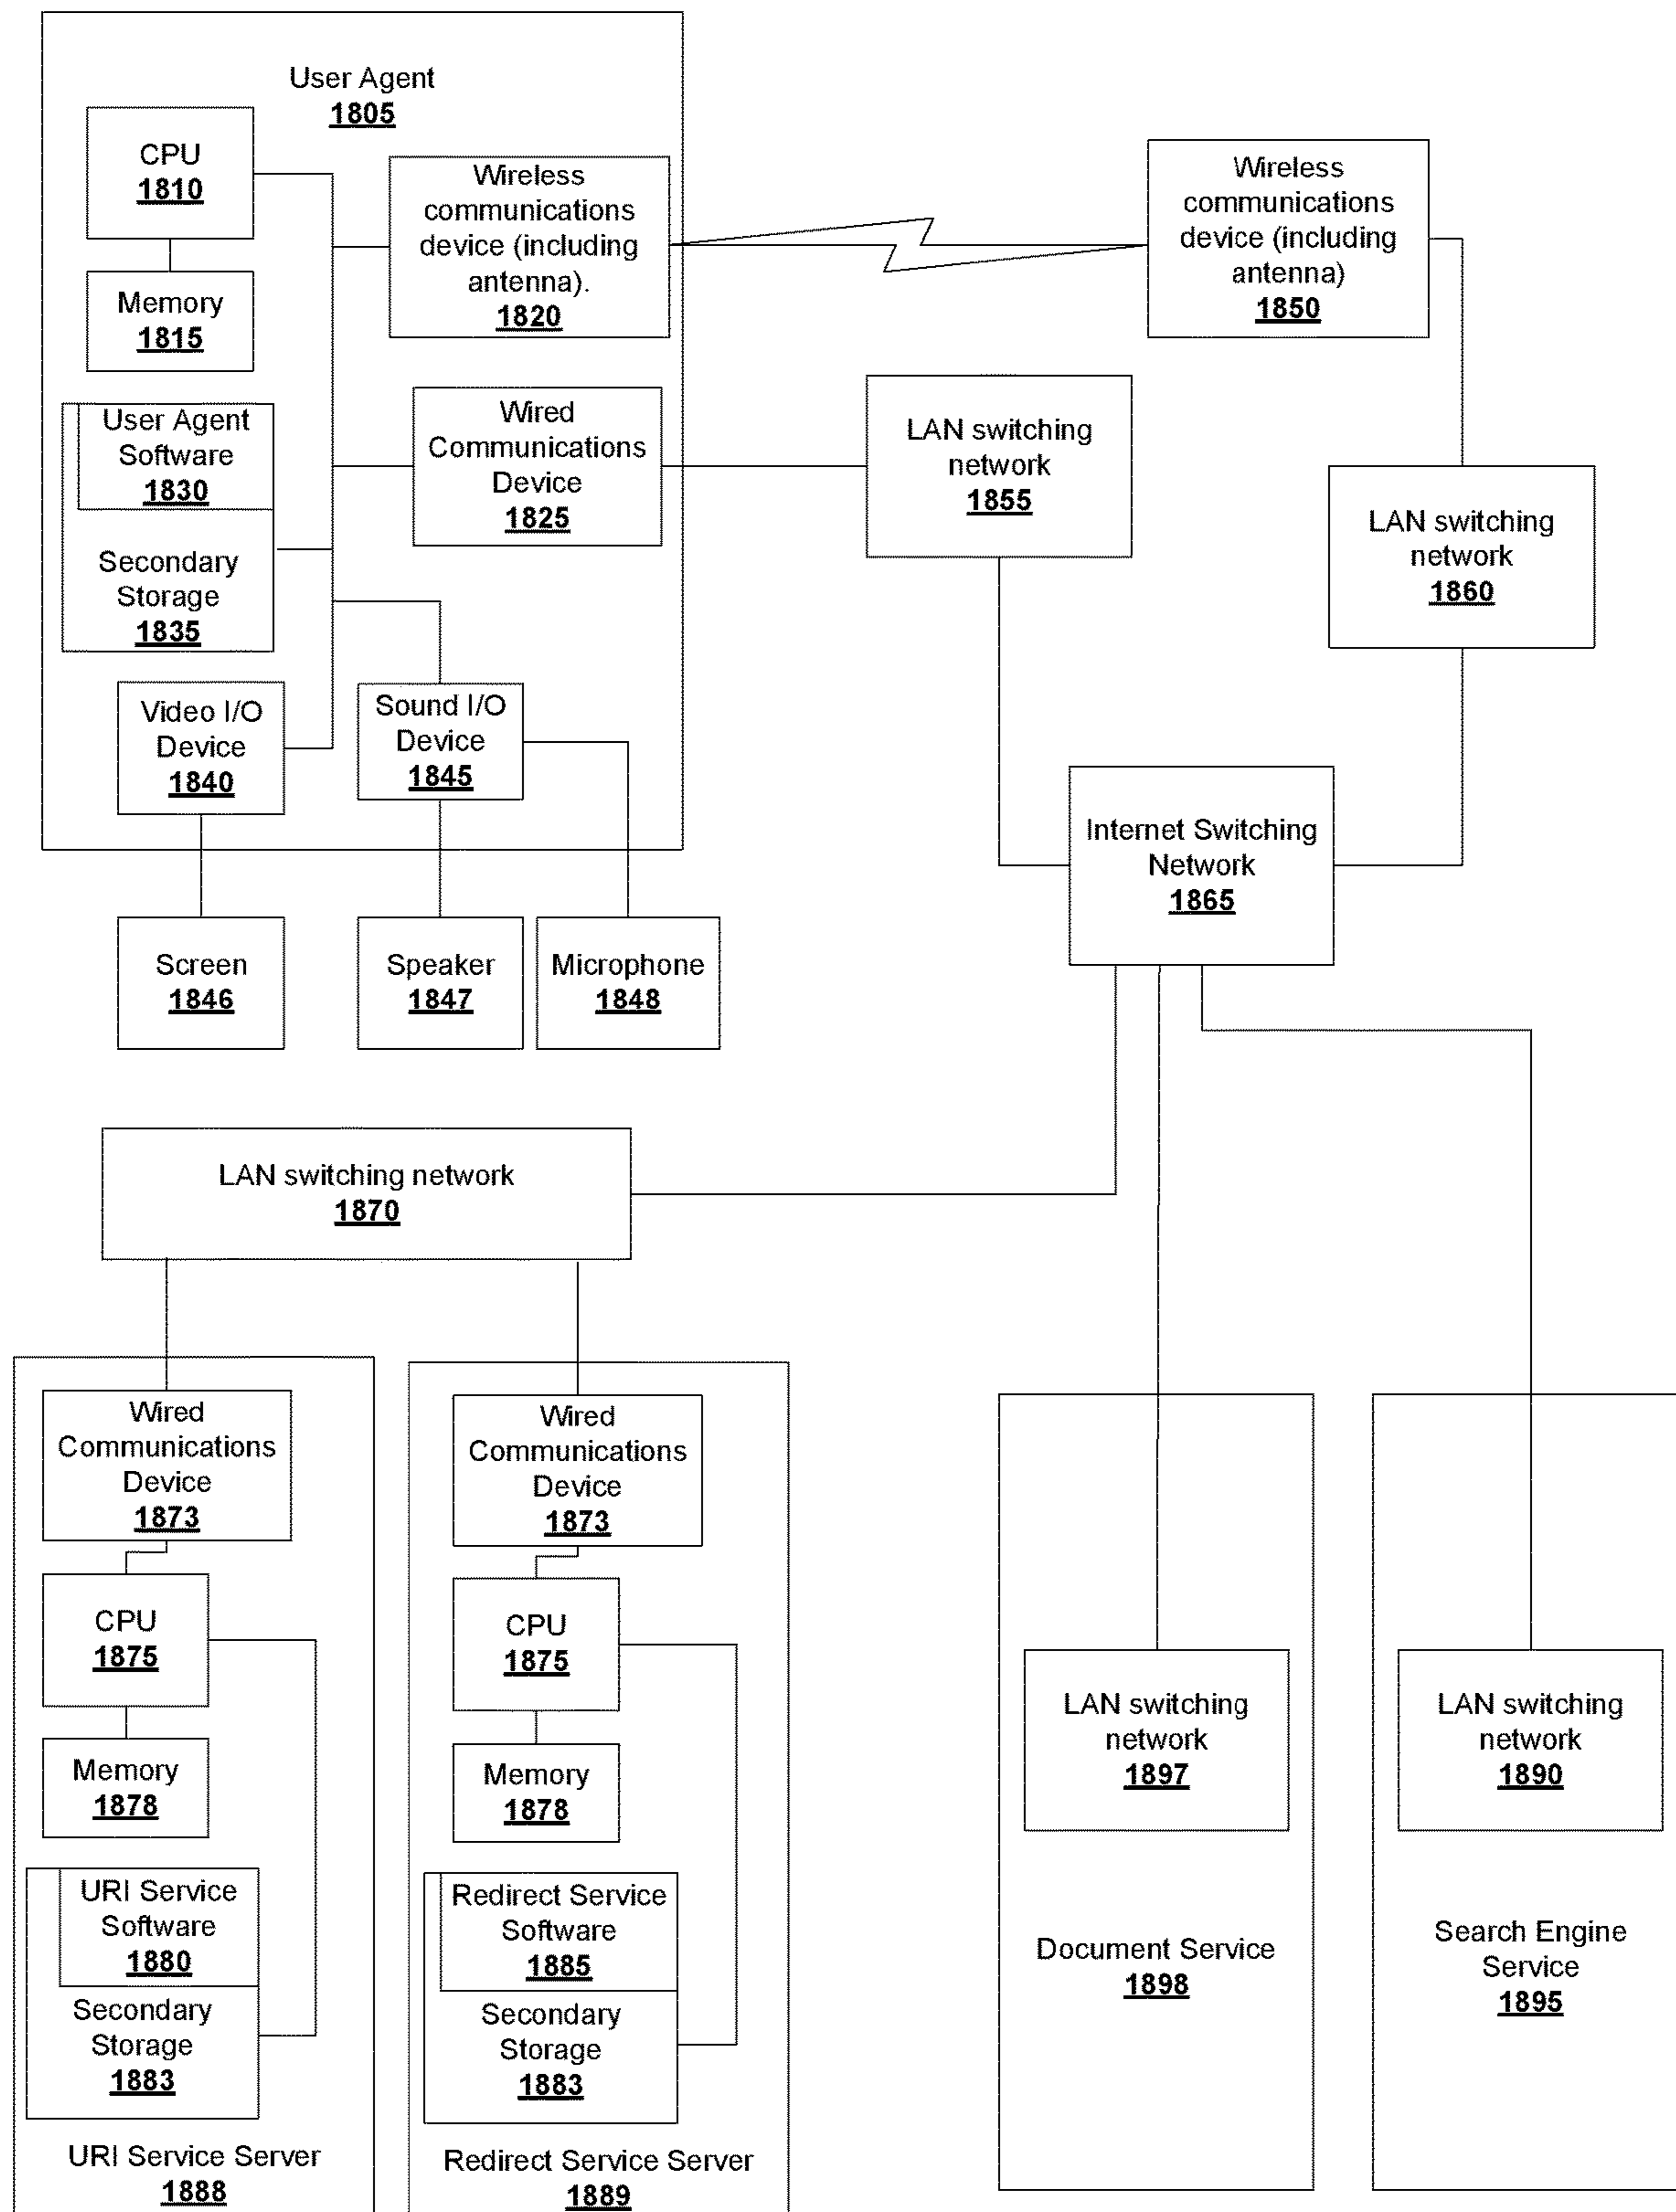 User Agent
1805
CPU
1810
Memory
1815
Wireless
communications
device (including
antenna).
1820
Wireless
communications
device (including
antenna)
1850
User Agent
Software
1830
Secondary
Storage
1835
Wired
Communications
Device
1825
LAN switching
network
1855
LAN switching
network
1860
Video I/O
Device
1840
Sound I/O
Device
1845
Internet Switching
Network
1865
Screen
1846
Speaker
1847
Microphone
1848
LAN switching network
1870
Wired
Communications
Device
1873
CPU
1875
Memory
1878
URI Service
Software
1880
Secondary
Storage
1883
URI Service Server
1888
Wired
Communications
Device
1873
CPU
1875
Memory
1878
Redirect Service
Software
1885
Secondary
Storage
1883
Redirect Service Server
1889
LAN switching
network
1897
Document Service
1898
LAN switching
network
1890
Search Engine
Service
1895